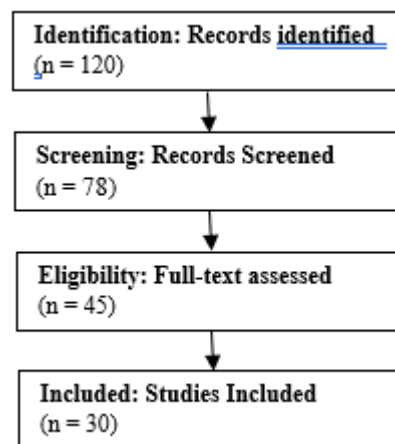 Identification: Records identified
(n = 120)
Screening: Records Screened
(n = 78)
Eligibility: Full-text assessed
(n = 45)
Included: Studies Included
(n = 30)